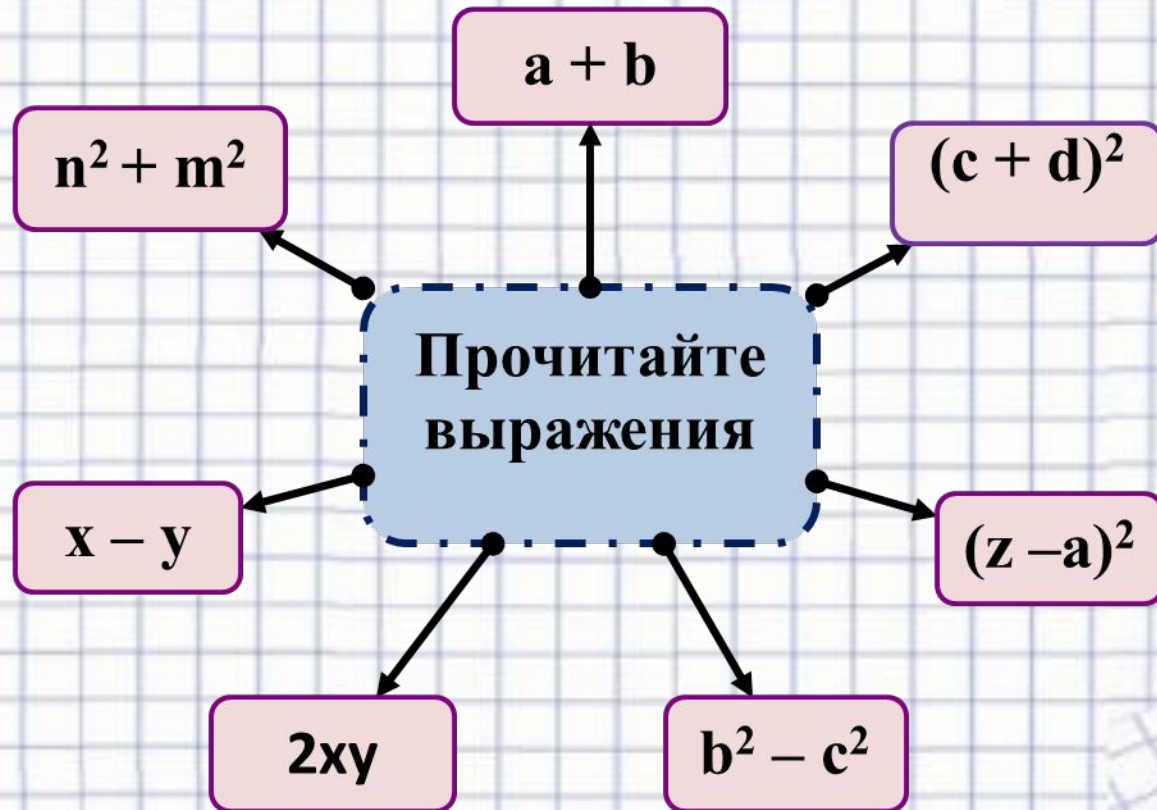 a + b
n² + m²
(c + d)²
Прочитайте
выражения
x – y
(z –a)²
2xy
b² – c²